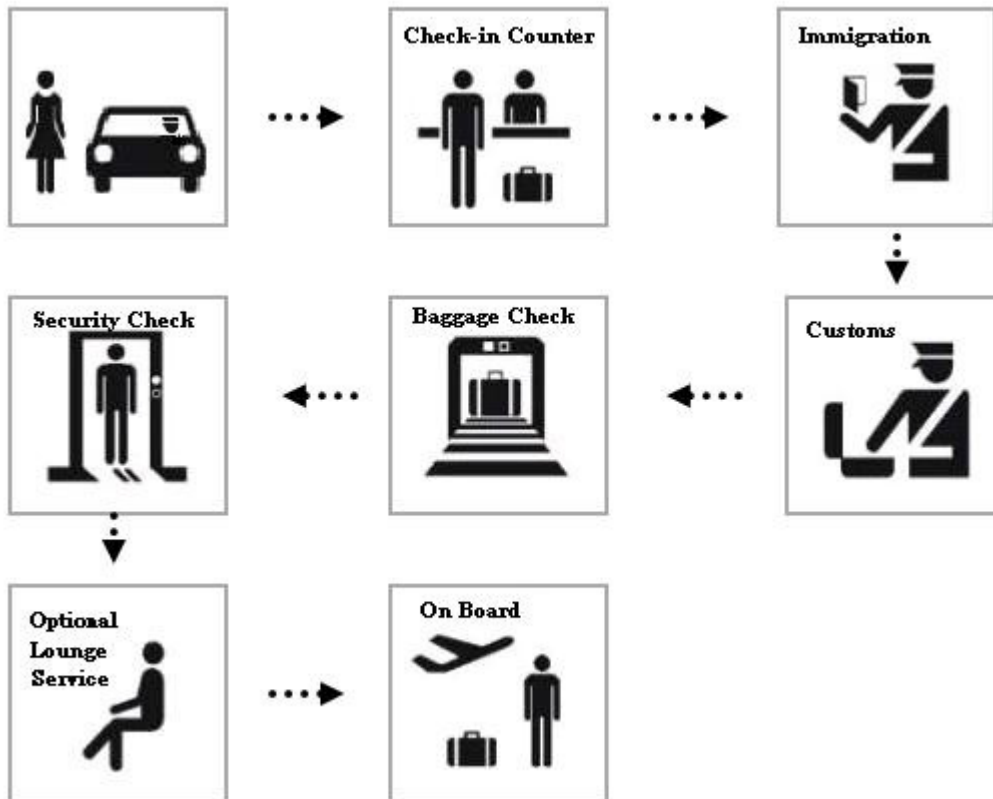 Check-in Counter
Immigration
Customs
Baggage Check
Security Check
Optional
Lounge
Service
On Board